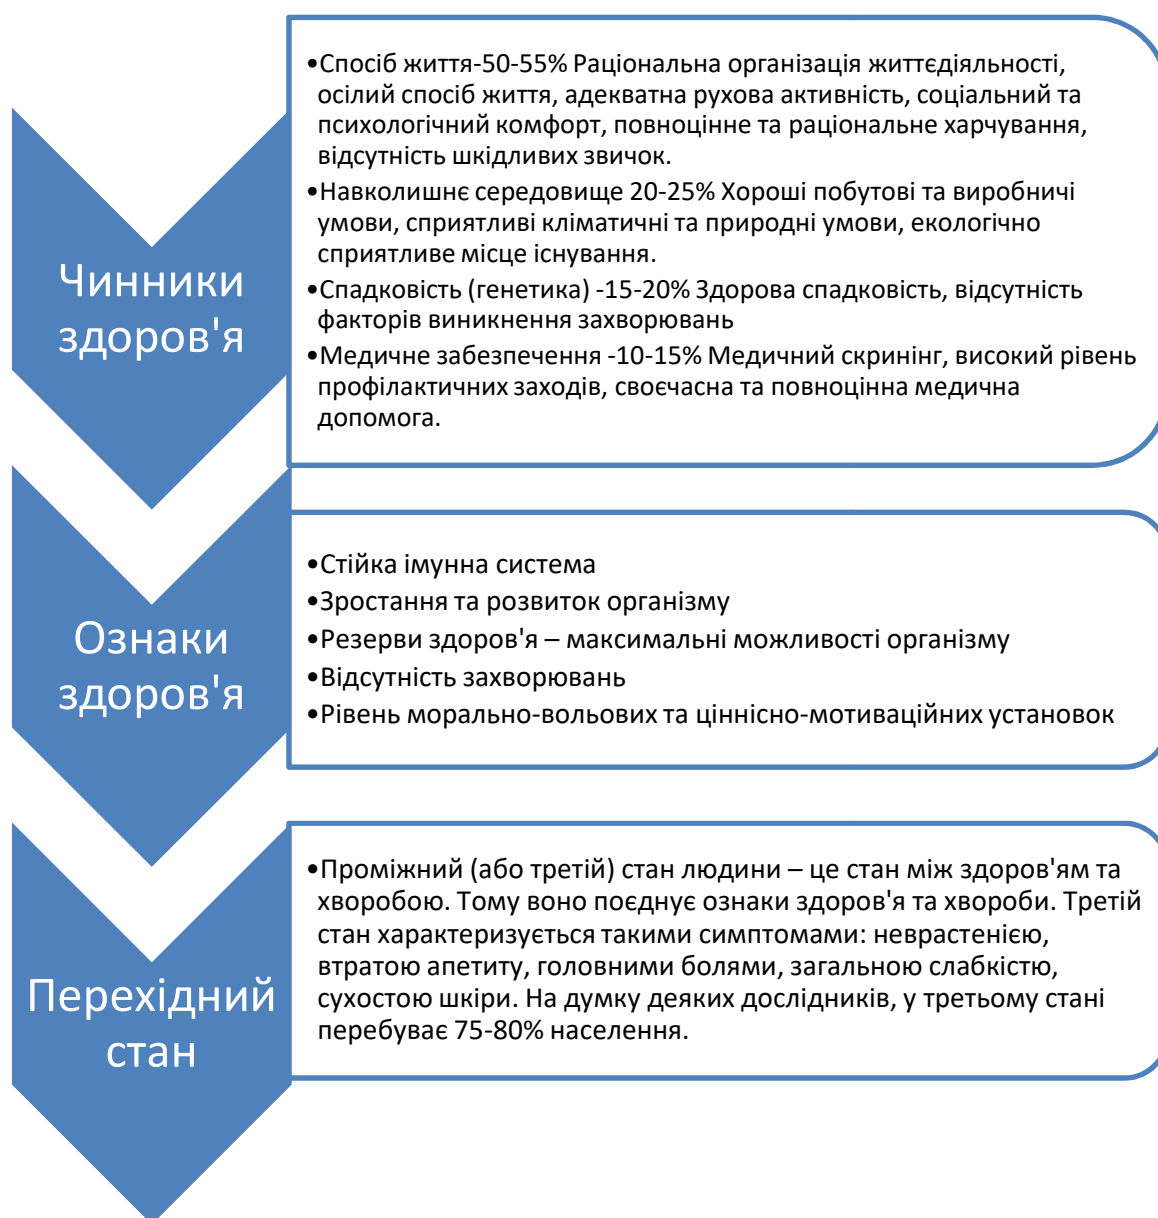 Чинники
здоров'я
•Спосіб життя-50-55% Раціональна організація життєдіяльності,
осілий спосіб життя, адекватна рухова активність, соціальний та
психологічний комфорт, повноцінне та раціональне харчування,
відсутність шкідливих звичок.
•Навколишнє середовище 20-25% Хороші побутові та виробничі
умови, сприятливі кліматичні та природні умови, екологічно
сприятливе місце існування.
•Спадковість (генетика) -15-20% Здорова спадковість, відсутність
факторів виникнення захворювань
•Медичне забезпечення -10-15% Медичний скринінг, високий рівень
профілактичних заходів, своєчасна та повноцінна медична
допомога.
Ознаки
здоров'я
•Стійка імунна система
•Зростання та розвиток організму
•Резерви здоров'я – максимальні можливості організму
•Відсутність захворювань
•Рівень морально-вольових та ціннісно-мотиваційних установок
Перехідний
стан
•Проміжний (або третій) стан людини – це стан між здоров'ям та
хворобою. Тому воно поєднує ознаки здоров'я та хвороби. Третій
стан характеризується такими симптомами: неврастенією,
втратою апетиту, головними болями, загальною слабкістю,
сухостою шкіри. На думку деяких дослідників, у третьому стані
перебуває 75-80% населення.